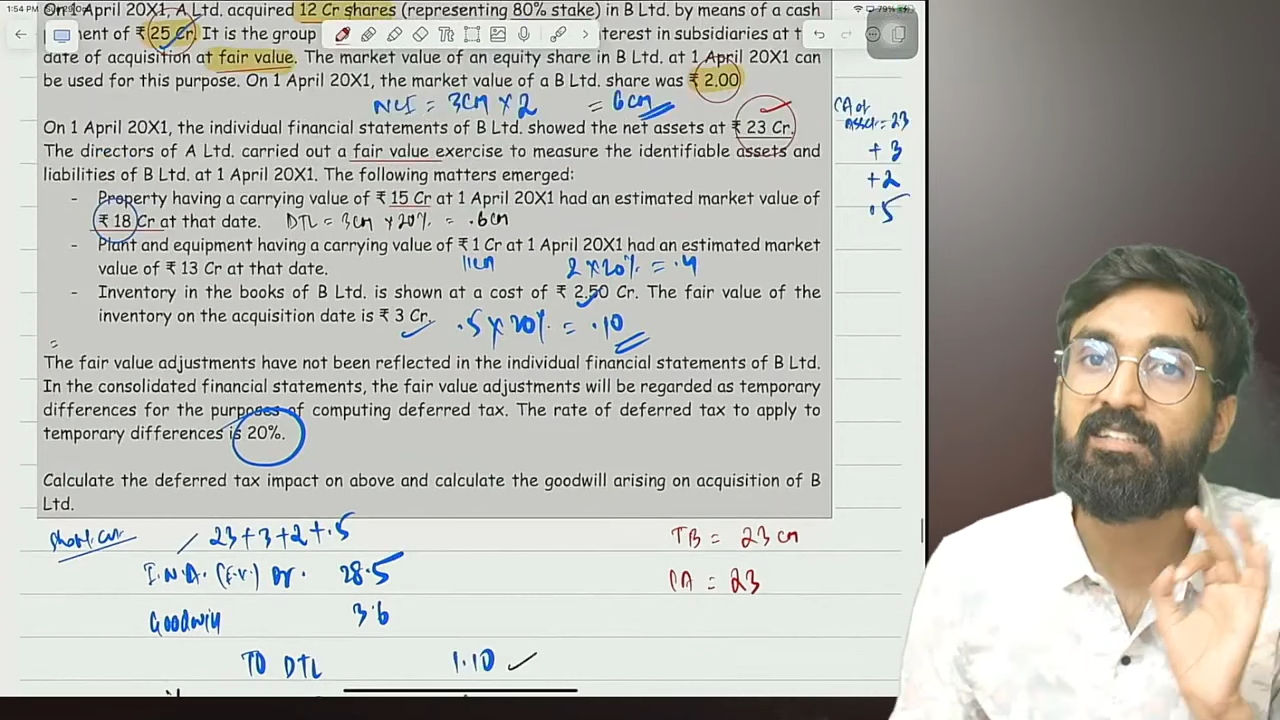 1:54 PM Sun 29 Oct
79%
On 1 April 20X1, A Ltd. acquired 12 Cr shares (representing 80% stake) in B Ltd. by means of a cash
ment of ₹ 25 Cr. It is the group
terest in subsidiaries at t
date of acquisition at fair value. The market value of an equity share in B Ltd. at 1 April 20X1 can
be used for this purpose. On 1 April 20X1, the market value of a B Ltd. share was ₹ 2.00
NCI = 3cr x 2 = 6cr
On 1 April 20X1, the individual financial statements of B Ltd. showed the net assets at ₹ 23 Cr.
The directors of A Ltd. carried out a fair value exercise to measure the identifiable assets and
liabilities of B Ltd. at 1 April 20X1. The following matters emerged:
- Property having a carrying value of ₹ 15 Cr at 1 April 20X1 had an estimated market value of
₹ 18 Cr at that date. DTL = 3cr x 20% = .6cr
- Plant and equipment having a carrying value of ₹ 1 Cr at 1 April 20X1 had an estimated market
value of ₹ 13 Cr at that date. 11cr 2 x 20% = .4
- Inventory in the books of B Ltd. is shown at a cost of ₹ 2.50 Cr. The fair value of the
inventory on the acquisition date is ₹ 3 Cr. .5 x 20% = .10
The fair value adjustments have not been reflected in the individual financial statements of B Ltd.
In the consolidated financial statements, the fair value adjustments will be regarded as temporary
differences for the purposes of computing deferred tax. The rate of deferred tax to apply to
temporary differences is 20%.
Calculate the deferred tax impact on above and calculate the goodwill arising on acquisition of B
Ltd.
CA of
Asset = 23
+ 3
+ 2
.5
Shortcut
23+3+2+.5
I.N.A. (F.V.) Dr. 28.5
Goodwill 3.6
TO DTL 1.10
TB = 23 cr
CA = 23